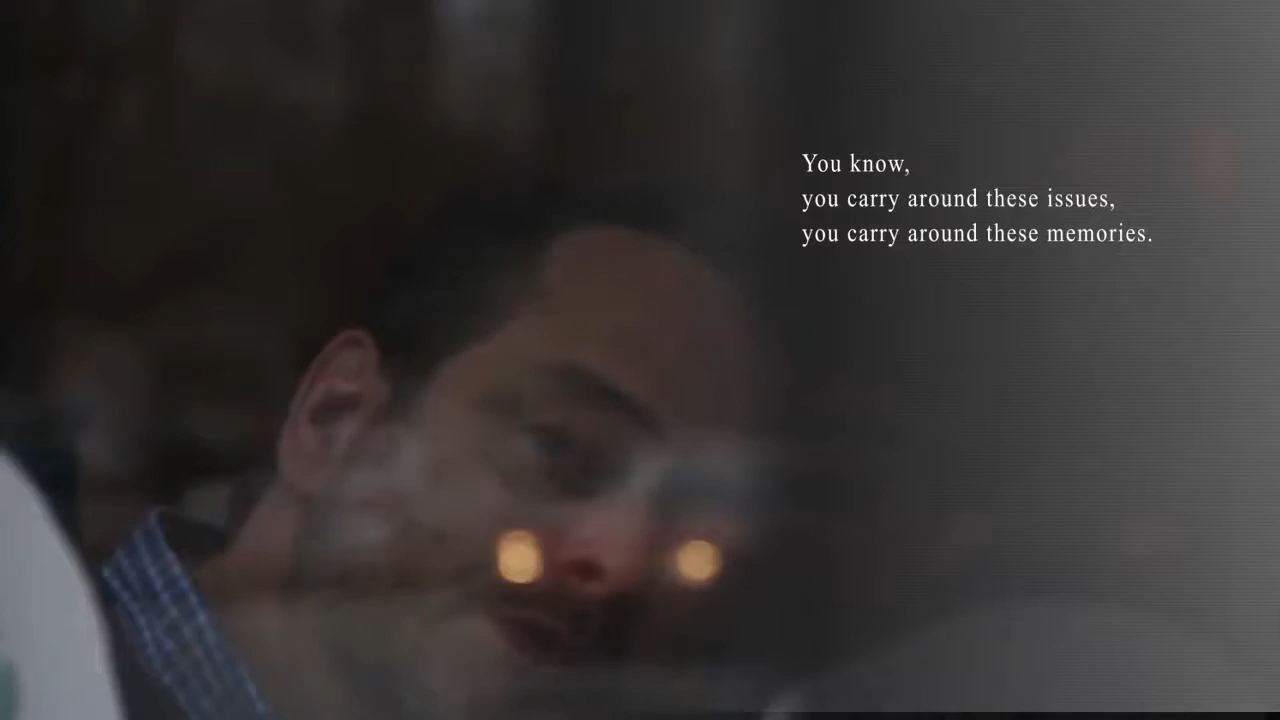 You know,
you carry around these issues,
you carry around these memories.